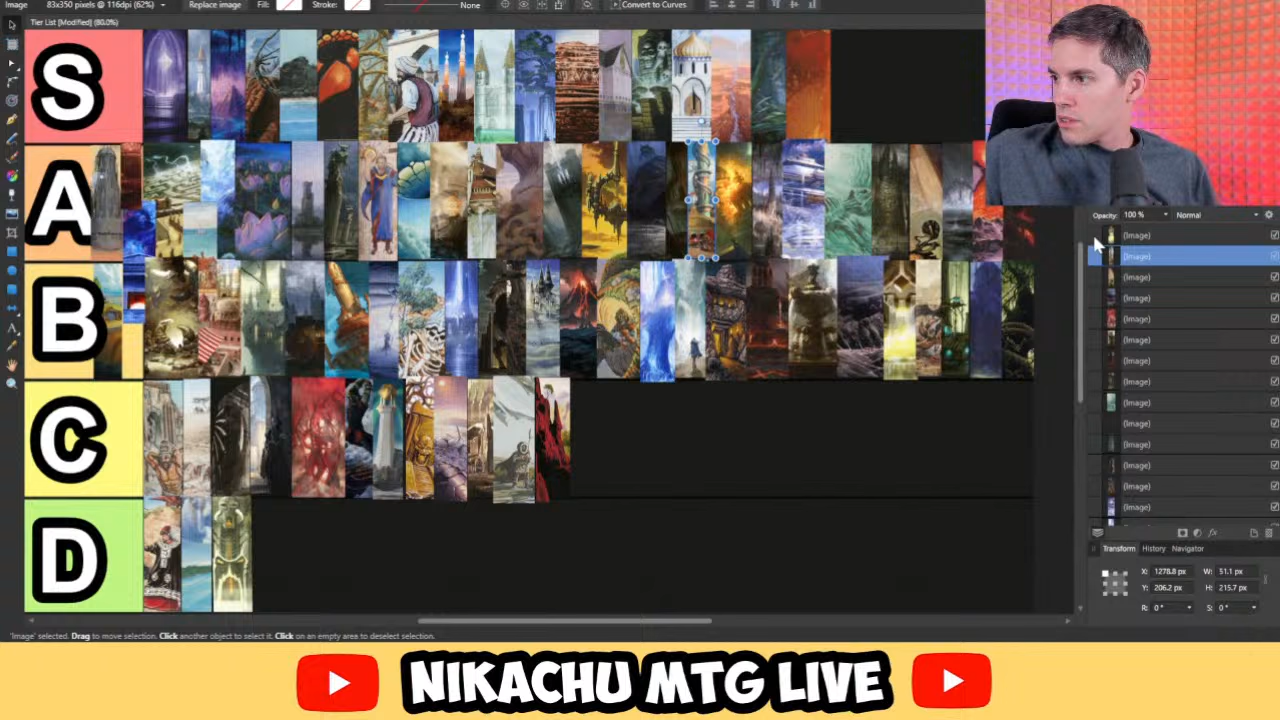 Image
83x350 pixels @ 116dpi (62%)
Replace image
Fill:
Stroke:
None
Convert to Curves
Tier List [Modified] (80.0%)
S
A
B
C
D
Opacity: 100 %
Normal
(Image)
(Image)
(Image)
(Image)
(Image)
(Image)
(Image)
(Image)
(Image)
(Image)
(Image)
(Image)
(Image)
(Image)
fx
Transform
History
Navigator
X: 1278.8 px
W: 51.1 px
Y: 206.2 px
H: 215.7 px
R: 0 °
S: 0 °
'Image' selected. Drag to move selection. Click another object to select it. Click on an empty area to deselect selection.
NIKACHU MTG LIVE